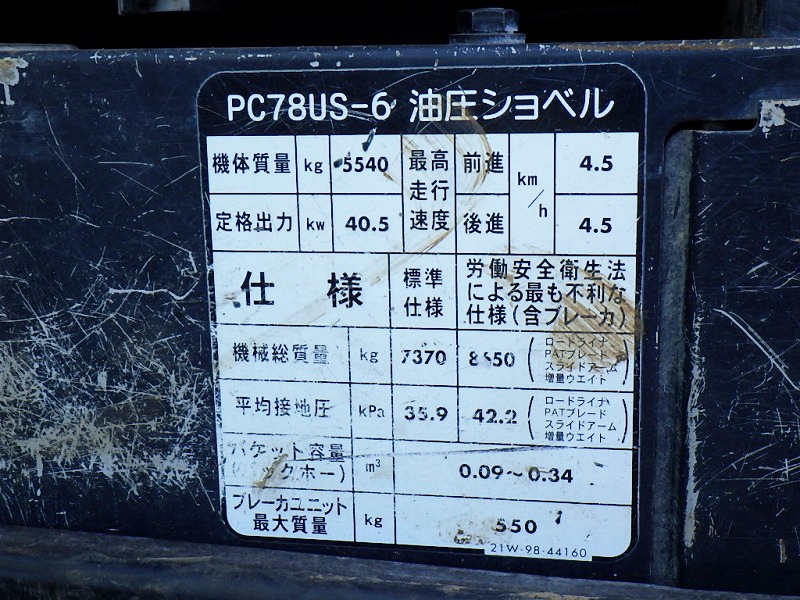 PC78US-6 油圧ショベル
機体質量 kg 5540 最高走行速度 前進 km/h 4.5
定格出力 kw 40.5 後進 4.5
仕様 標準仕様 労働安全衛生法
による最も不利な
仕様(含ブレーカ)
機械総質量 kg 7370
(ロードライナ
PATブレード
スライドアーム
増量ウエイト)
平均接地圧 kPa 35.9 42.2
(ロードライナ
PATブレード
スライドアーム
増量ウエイト)
バケット容量
(バックホー) m³ 0.09~0.34
ブレーカユニット
最大質量 kg 550
21W-98-44160